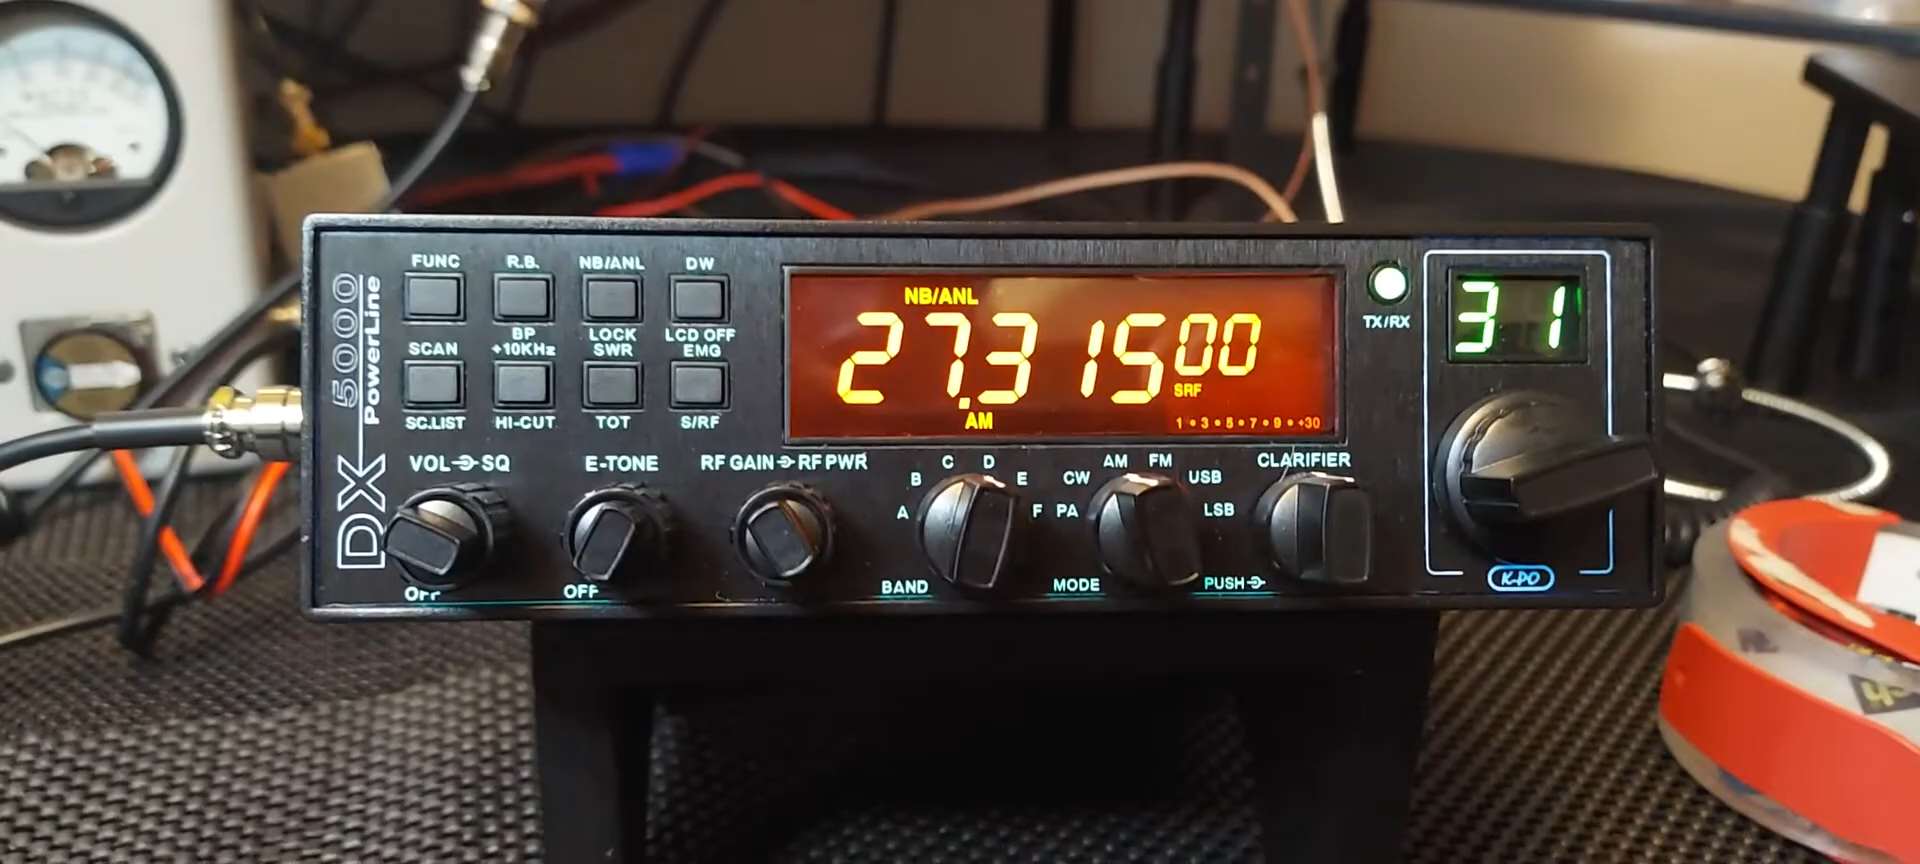 DX 5000 PowerLine
FUNC R.B. NB/ANL DW
BP LOCK LCD OFF
SCAN +10KHz SWR EMG
SC.LIST HI-CUT TOT S/RF
VOL SQ E-TONE RF GAIN RF PWR
OFF OFF
NB/ANL
27.31500
SRF
AM
1 • 3 • 5 • 7 • 9 • +30
TX/RX
31
A B C D E F
BAND
PA CW AM FM USB LSB
MODE
CLARIFIER
PUSH
K-PO